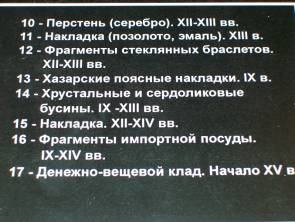 10 - Перстень (серебро). XII-XIII вв.
11 - Накладка (позолото, эмаль). XIII в.
12 - Фрагменты стеклянных браслетов.
XII-XIII вв.
13 - Хазарские поясные накладки. IX в.
14 - Хрустальные и сердоликовые
бусины. IX -XIII вв.
15 - Накладка. XII-XIV вв.
16 - Фрагменты импортной посуды.
IX-XIV вв.
17 - Денежно-вещевой клад. Начало XV в